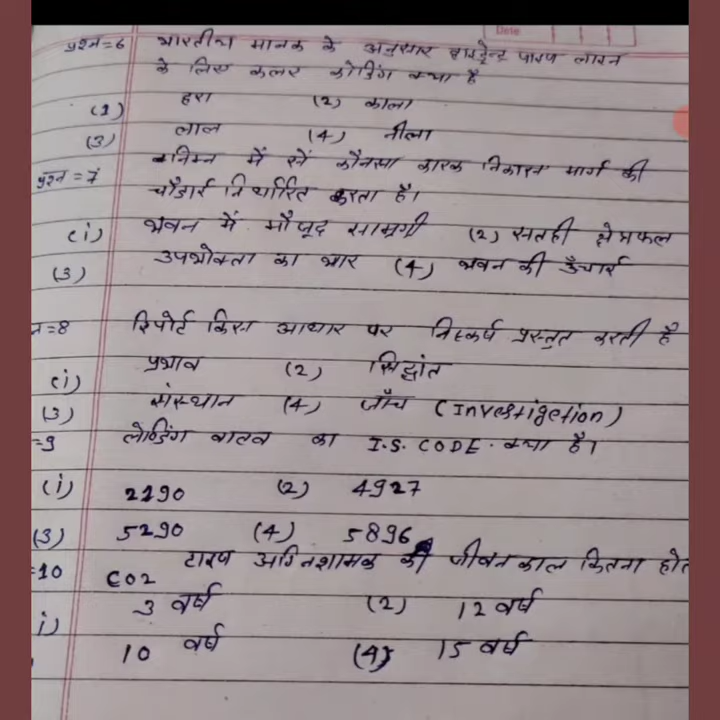 Date
प्रश्न=6 भारतीय मानक के अनुसार हाइड्रेन्ट पाइप लाइन
के लिए कलर कोडिंग क्या है
(1) हरा (2) काला
(3) लाल (4) नीला
प्रश्न=7 निम्न में से कौनसा कारक निकास मार्ग की
चौडाई निर्धारित करता है।
(i) भवन में मौजूद सामग्री (2) सतही क्षेत्रफल
(3) उपभोक्ता का भार (4) भवन की ऊँचाई
न=8 रिपोर्ट किस आधार पर निष्कर्ष प्रस्तुत करती है
(i) प्रभाव (2) सिद्धांत
(3) संस्थान (4) जाँच (Investigetion)
=9 लेण्डिंग वाल्व का I.S. CODE. क्या है।
(i) 2190 (2) 4927
(3) 5290 (4) 5896
=10 CO2 टाइप अग्निशामक की जीवन काल कितना होत
i) 3 वर्ष (2) 12 वर्ष
10 वर्ष (4) 15 वर्ष